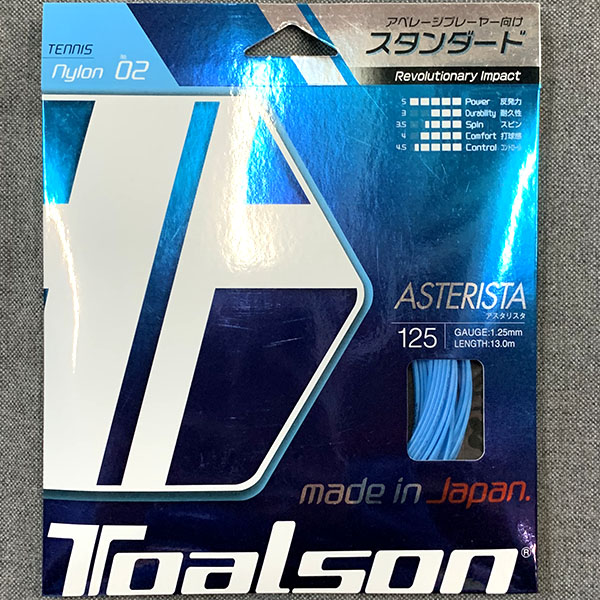 アベレージプレーヤー向け
スタンダード
Revolutionary Impact
TENNIS
nylon No. 02
5 Power 反発力
3 Durability 耐久性
3.5 Spin スピン
4 Comfort 打球感
4.5 Control コントロール
ASTERISTA
アスタリスタ
125 GAUGE:1.25mm
LENGTH:13.0m
made in Japan.
Toalson®